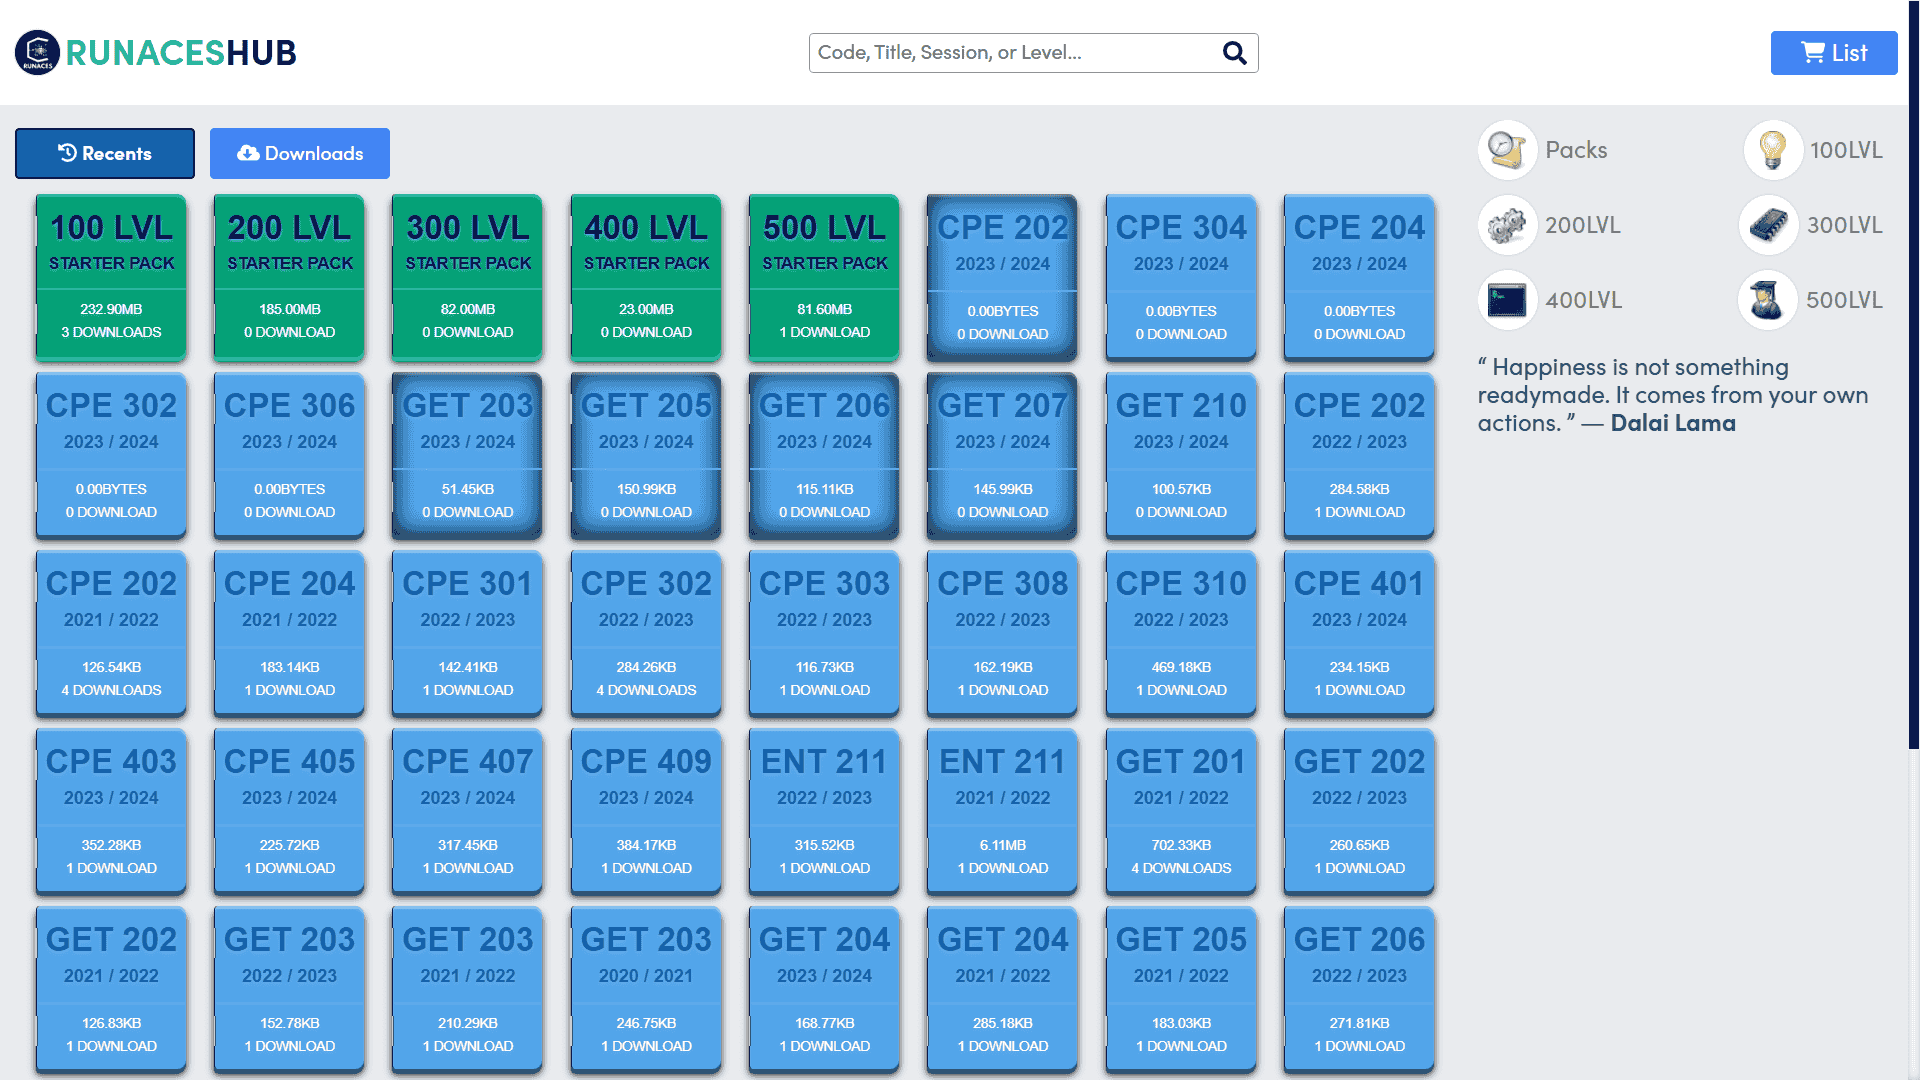 RUNACES
RUNACESHUB
Code, Title, Session, or Level...
List
Recents
Downloads
100 LVL
STARTER PACK
232.90MB
3 DOWNLOADS
200 LVL
STARTER PACK
185.00MB
0 DOWNLOAD
300 LVL
STARTER PACK
82.00MB
0 DOWNLOAD
400 LVL
STARTER PACK
23.00MB
0 DOWNLOAD
500 LVL
STARTER PACK
81.60MB
1 DOWNLOAD
CPE 202
2023 / 2024
0.00BYTES
0 DOWNLOAD
CPE 304
2023 / 2024
0.00BYTES
0 DOWNLOAD
CPE 204
2023 / 2024
0.00BYTES
0 DOWNLOAD
CPE 302
2023 / 2024
0.00BYTES
0 DOWNLOAD
CPE 306
2023 / 2024
0.00BYTES
0 DOWNLOAD
GET 203
2023 / 2024
51.45KB
0 DOWNLOAD
GET 205
2023 / 2024
150.99KB
0 DOWNLOAD
GET 206
2023 / 2024
115.11KB
0 DOWNLOAD
GET 207
2023 / 2024
145.99KB
0 DOWNLOAD
GET 210
2023 / 2024
100.57KB
0 DOWNLOAD
CPE 202
2022 / 2023
284.58KB
1 DOWNLOAD
CPE 202
2021 / 2022
126.54KB
4 DOWNLOADS
CPE 204
2021 / 2022
183.14KB
1 DOWNLOAD
CPE 301
2022 / 2023
142.41KB
1 DOWNLOAD
CPE 302
2022 / 2023
284.26KB
4 DOWNLOADS
CPE 303
2022 / 2023
116.73KB
1 DOWNLOAD
CPE 308
2022 / 2023
162.19KB
1 DOWNLOAD
CPE 310
2022 / 2023
469.18KB
1 DOWNLOAD
CPE 401
2023 / 2024
234.15KB
1 DOWNLOAD
CPE 403
2023 / 2024
352.28KB
1 DOWNLOAD
CPE 405
2023 / 2024
225.72KB
1 DOWNLOAD
CPE 407
2023 / 2024
317.45KB
1 DOWNLOAD
CPE 409
2023 / 2024
384.17KB
1 DOWNLOAD
ENT 211
2022 / 2023
315.52KB
1 DOWNLOAD
ENT 211
2021 / 2022
6.11MB
1 DOWNLOAD
GET 201
2021 / 2022
702.33KB
4 DOWNLOADS
GET 202
2022 / 2023
260.65KB
1 DOWNLOAD
GET 202
2021 / 2022
126.83KB
1 DOWNLOAD
GET 203
2022 / 2023
152.78KB
1 DOWNLOAD
GET 203
2021 / 2022
210.29KB
1 DOWNLOAD
GET 203
2020 / 2021
246.75KB
1 DOWNLOAD
GET 204
2023 / 2024
168.77KB
1 DOWNLOAD
GET 204
2021 / 2022
285.18KB
1 DOWNLOAD
GET 205
2021 / 2022
183.03KB
1 DOWNLOAD
GET 206
2022 / 2023
271.81KB
1 DOWNLOAD
Packs
100LVL
200LVL
300LVL
400LVL
500LVL
“ Happiness is not something
readymade. It comes from your own
actions. ” — Dalai Lama